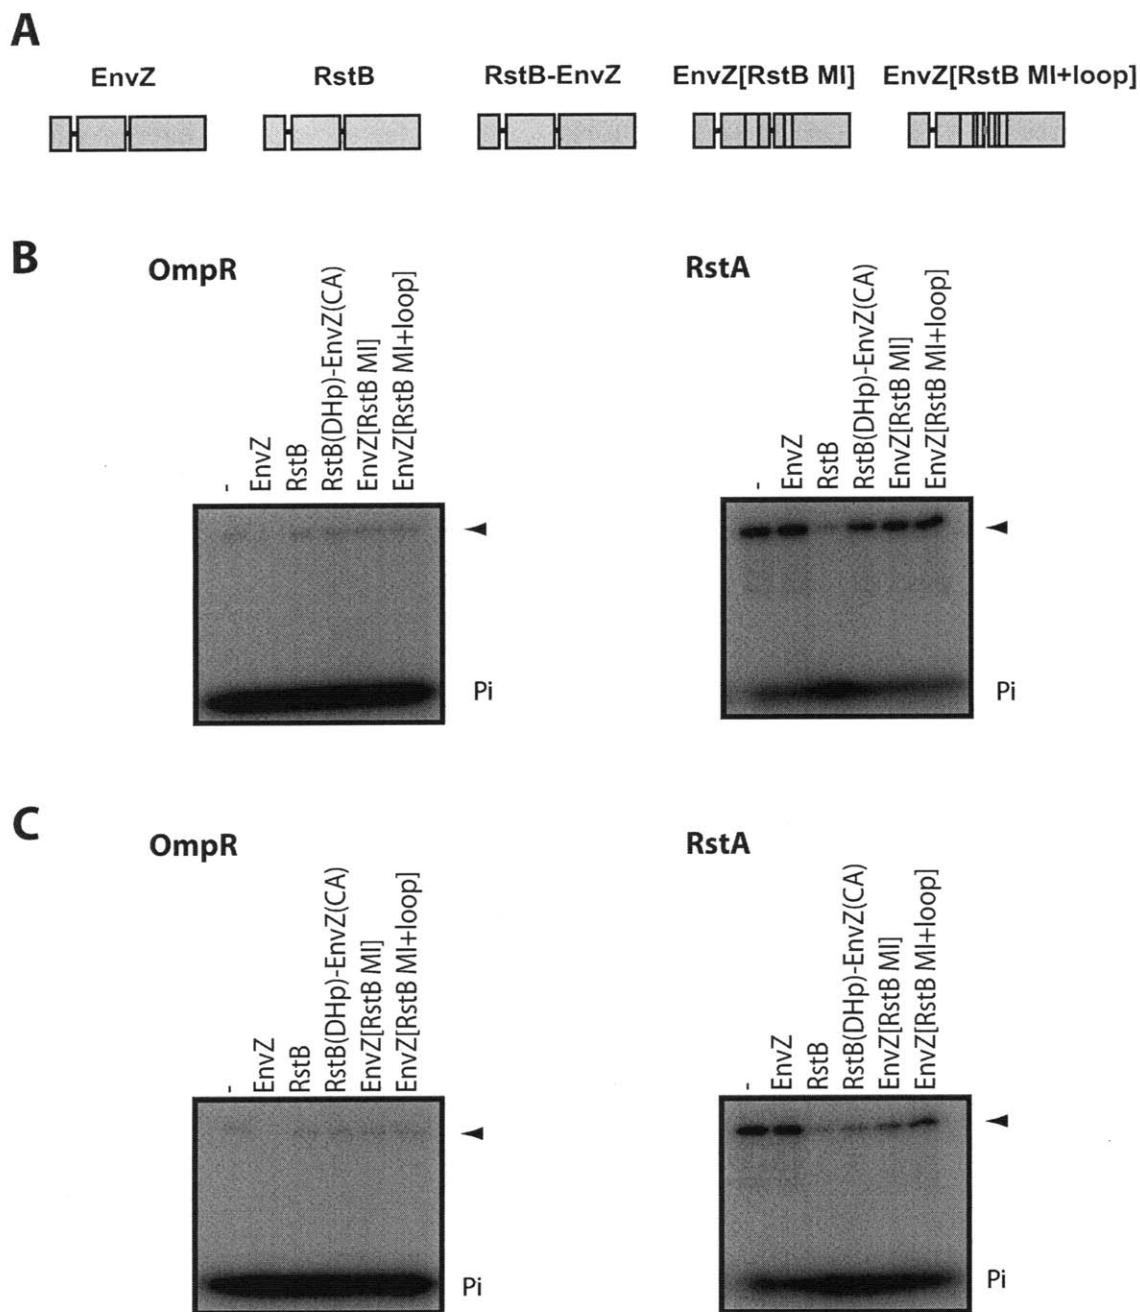 A
EnvZ
RstB
RstB-EnvZ
EnvZ[RstB MI]
EnvZ[RstB MI+loop]
B
OmpR
-
EnvZ
RstB
RstB(DHp)-EnvZ(CA)
EnvZ[RstB MI]
EnvZ[RstB MI+loop]
Pi
RstA
-
EnvZ
RstB
RstB(DHp)-EnvZ(CA)
EnvZ[RstB MI]
EnvZ[RstB MI+loop]
Pi
C
OmpR
-
EnvZ
RstB
RstB(DHp)-EnvZ(CA)
EnvZ[RstB MI]
EnvZ[RstB MI+loop]
Pi
RstA
-
EnvZ
RstB
RstB(DHp)-EnvZ(CA)
EnvZ[RstB MI]
EnvZ[RstB MI+loop]
Pi